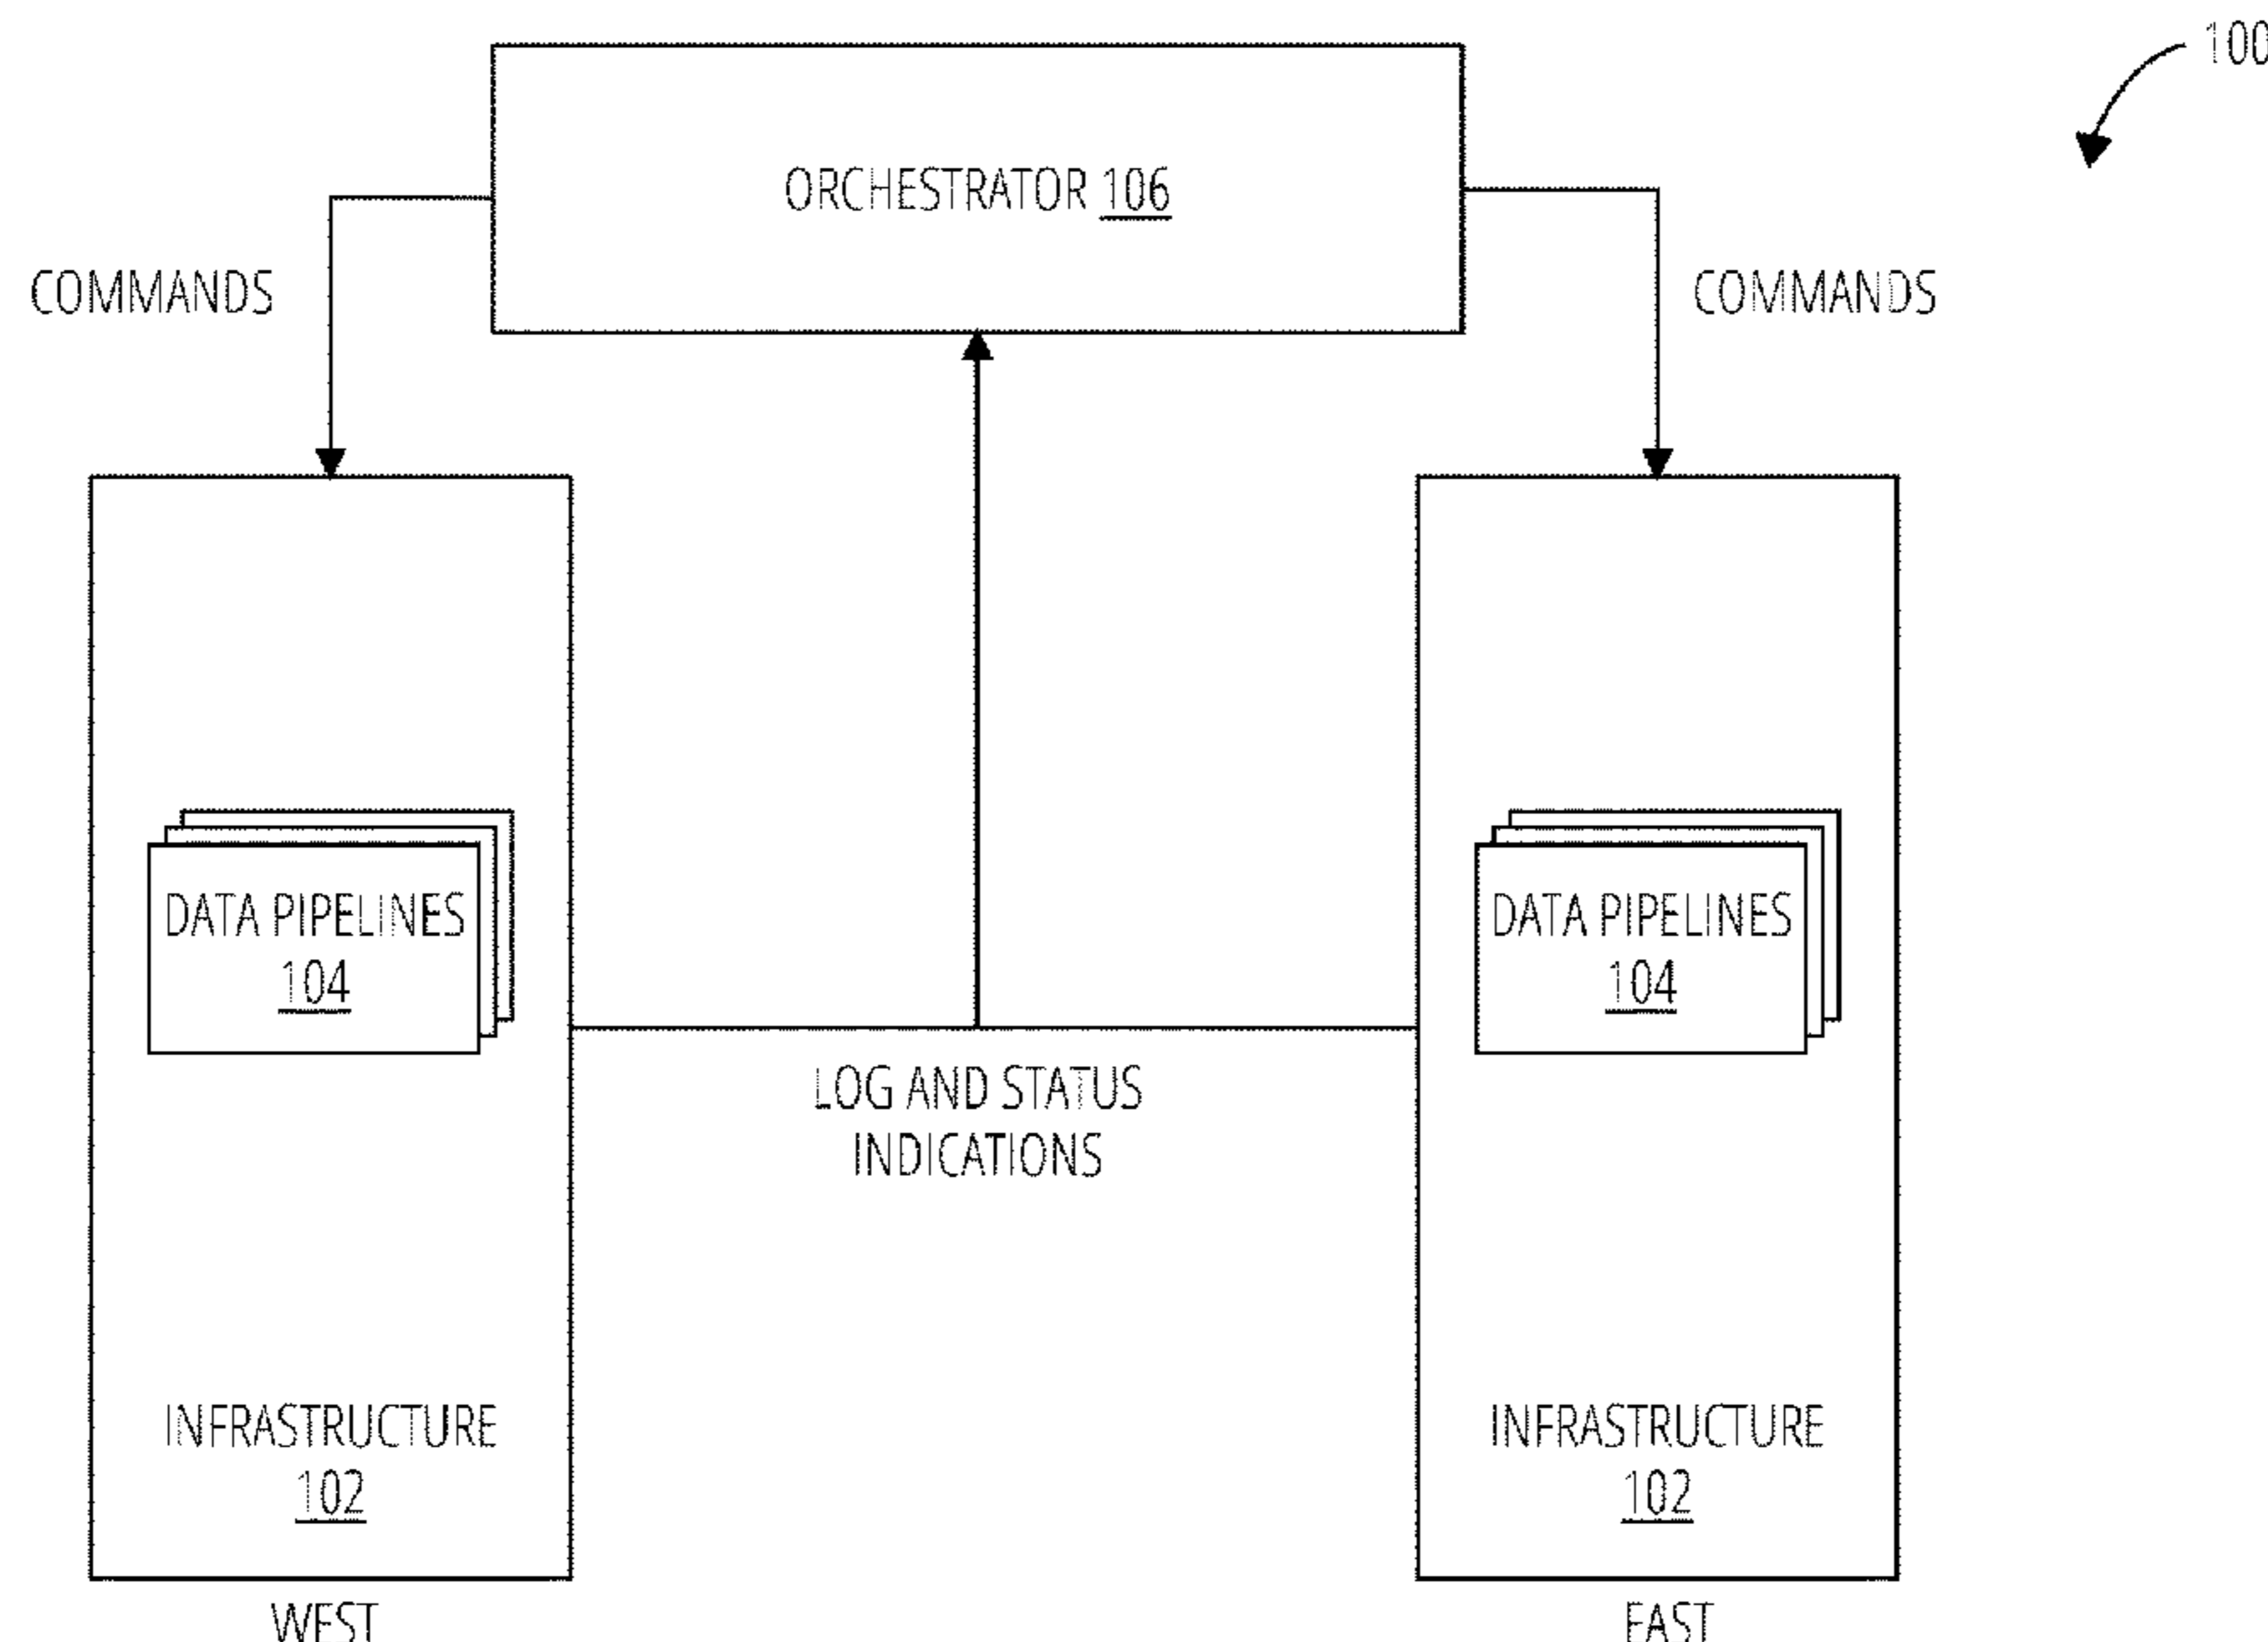 100
ORCHESTRATOR 106
COMMANDS
COMMANDS
DATA PIPELINES
104
DATA PIPELINES
104
LOG AND STATUS
INDICATIONS
INFRASTRUCTURE
102
INFRASTRUCTURE
102
WEST
EAST